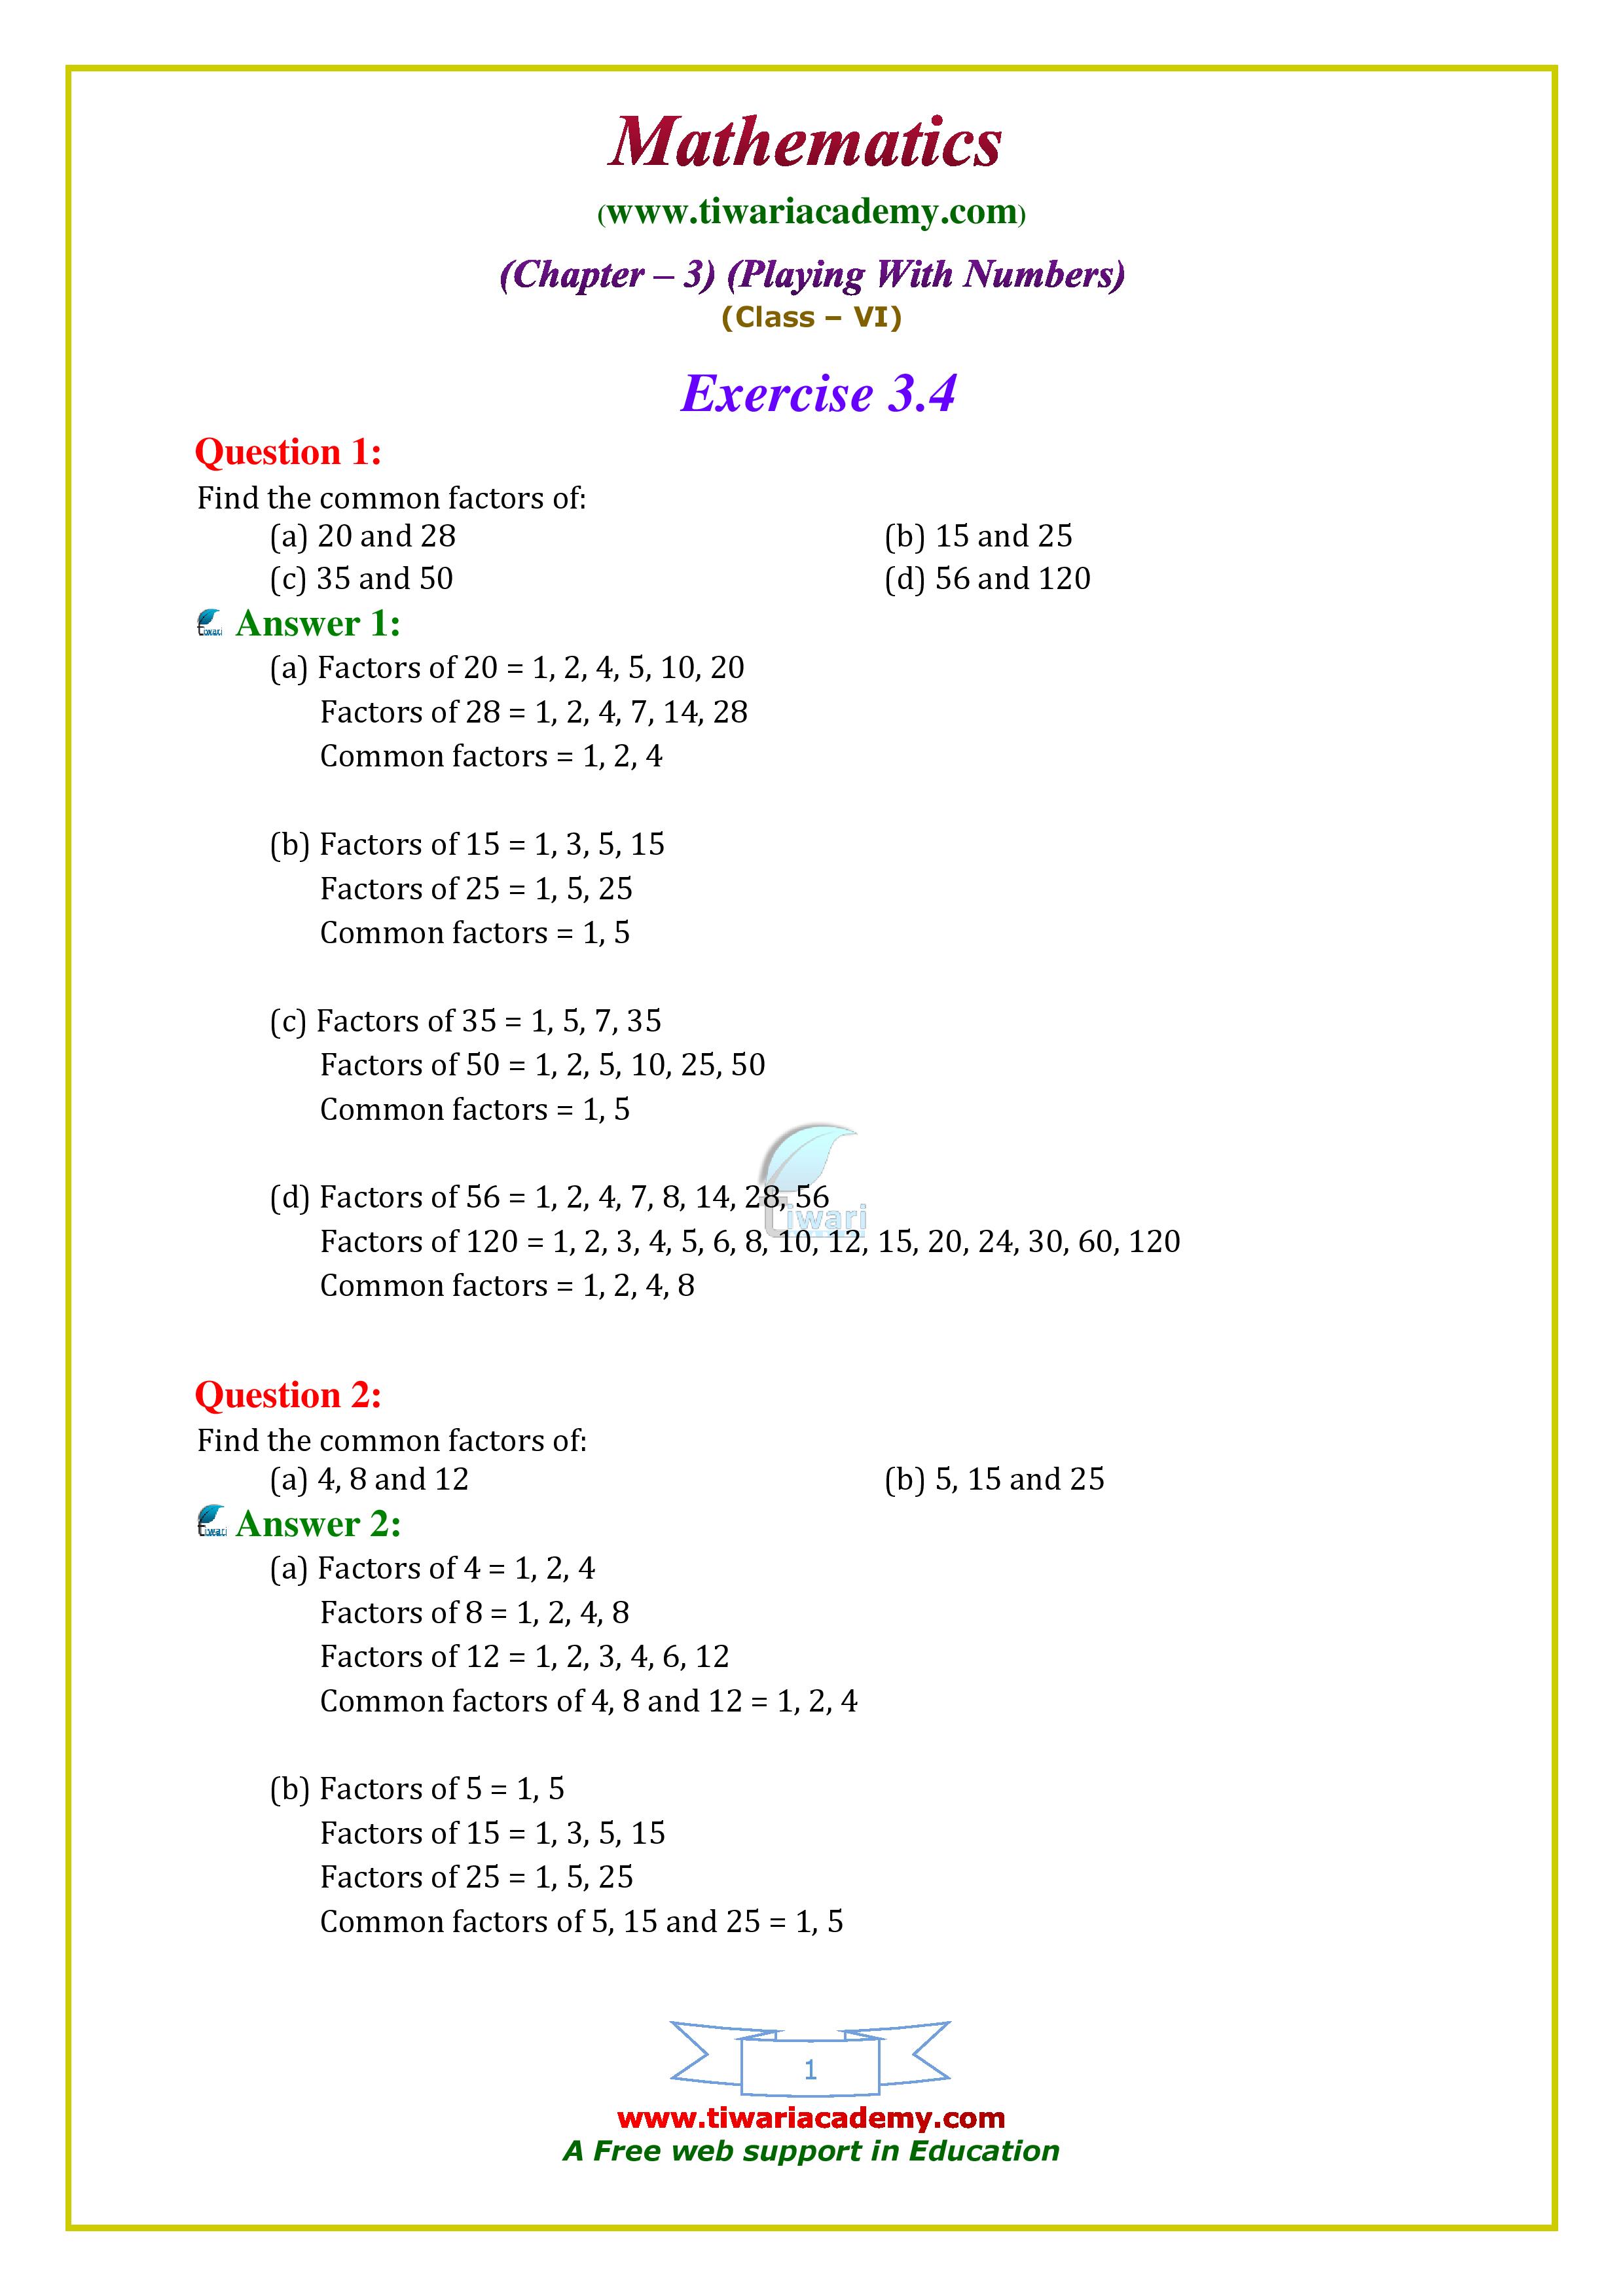 Mathematics
(www.tiwariacademy.com)
(Chapter – 3) (Playing With Numbers)
(Class – VI)
Exercise 3.4
Question 1:
Find the common factors of:
(a) 20 and 28 (b) 15 and 25
(c) 35 and 50 (d) 56 and 120
tiwari Answer 1:
(a) Factors of 20 = 1, 2, 4, 5, 10, 20
Factors of 28 = 1, 2, 4, 7, 14, 28
Common factors = 1, 2, 4
(b) Factors of 15 = 1, 3, 5, 15
Factors of 25 = 1, 5, 25
Common factors = 1, 5
(c) Factors of 35 = 1, 5, 7, 35
Factors of 50 = 1, 2, 5, 10, 25, 50
Common factors = 1, 5
(d) Factors of 56 = 1, 2, 4, 7, 8, 14, 28, 56
tiwari
Factors of 120 = 1, 2, 3, 4, 5, 6, 8, 10, 12, 15, 20, 24, 30, 60, 120
Common factors = 1, 2, 4, 8
Question 2:
Find the common factors of:
(a) 4, 8 and 12 (b) 5, 15 and 25
tiwari Answer 2:
(a) Factors of 4 = 1, 2, 4
Factors of 8 = 1, 2, 4, 8
Factors of 12 = 1, 2, 3, 4, 6, 12
Common factors of 4, 8 and 12 = 1, 2, 4
(b) Factors of 5 = 1, 5
Factors of 15 = 1, 3, 5, 15
Factors of 25 = 1, 5, 25
Common factors of 5, 15 and 25 = 1, 5
1
www.tiwariacademy.com
A Free web support in Education